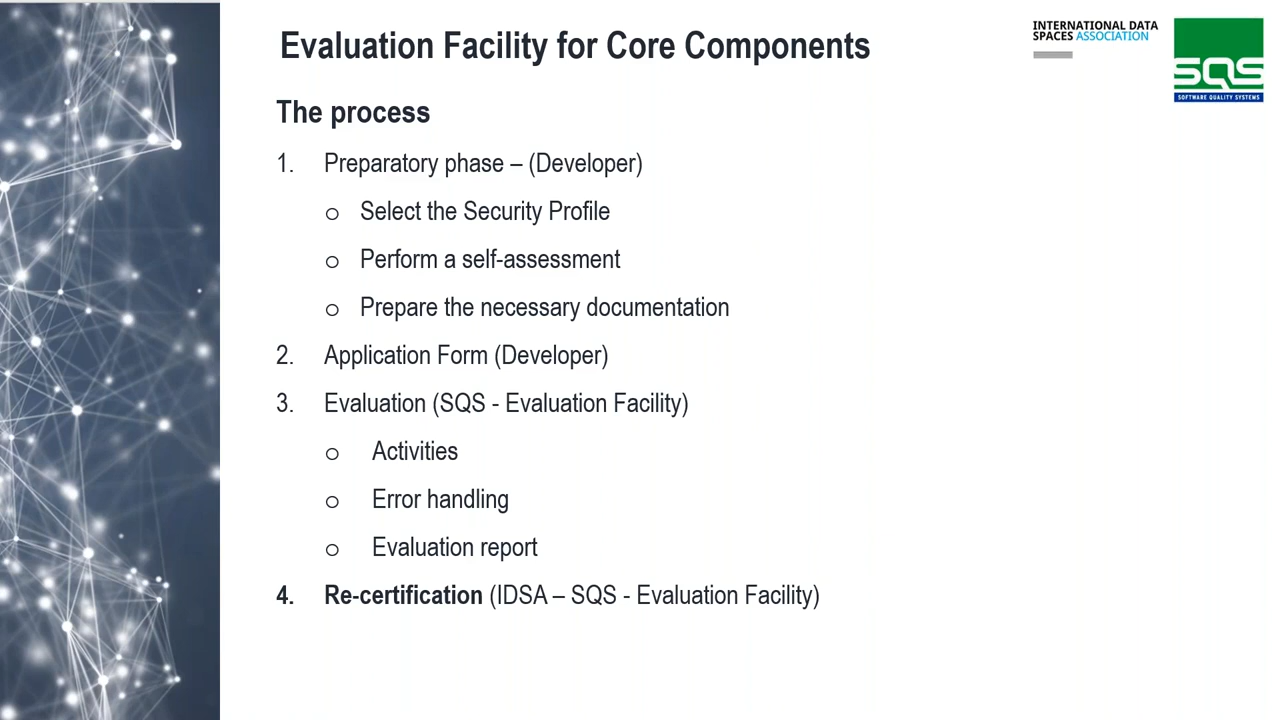 Evaluation Facility for Core Components
INTERNATIONAL DATA
SPACES ASSOCIATION
SQS
SOFTWARE QUALITY SYSTEMS
The process
1. Preparatory phase – (Developer)
o Select the Security Profile
o Perform a self-assessment
o Prepare the necessary documentation
2. Application Form (Developer)
3. Evaluation (SQS - Evaluation Facility)
o Activities
o Error handling
o Evaluation report
4. Re-certification (IDSA – SQS - Evaluation Facility)